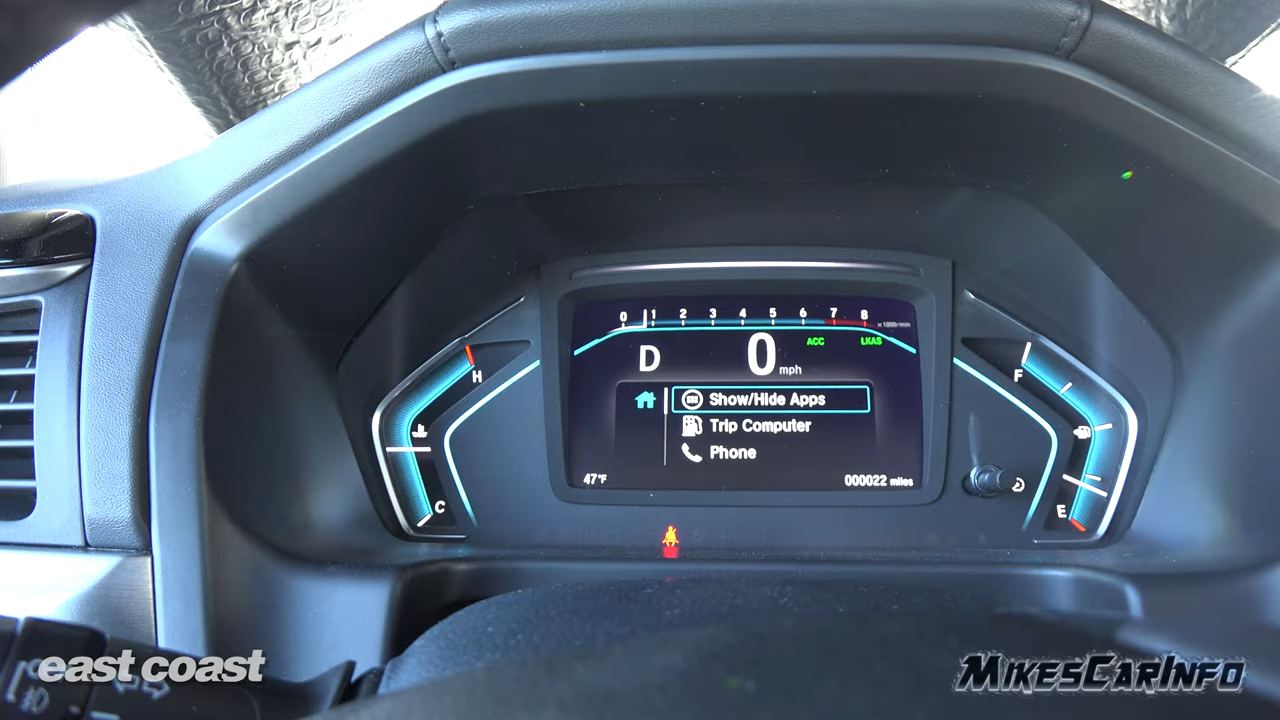 0 1 2 3 4 5 6 7 8
x 1000r/min
ACC LKAS
D 0 mph
H F
Show/Hide Apps
Trip Computer
Phone
47°F 000022 miles
C E
east coast
MikesCarInfo